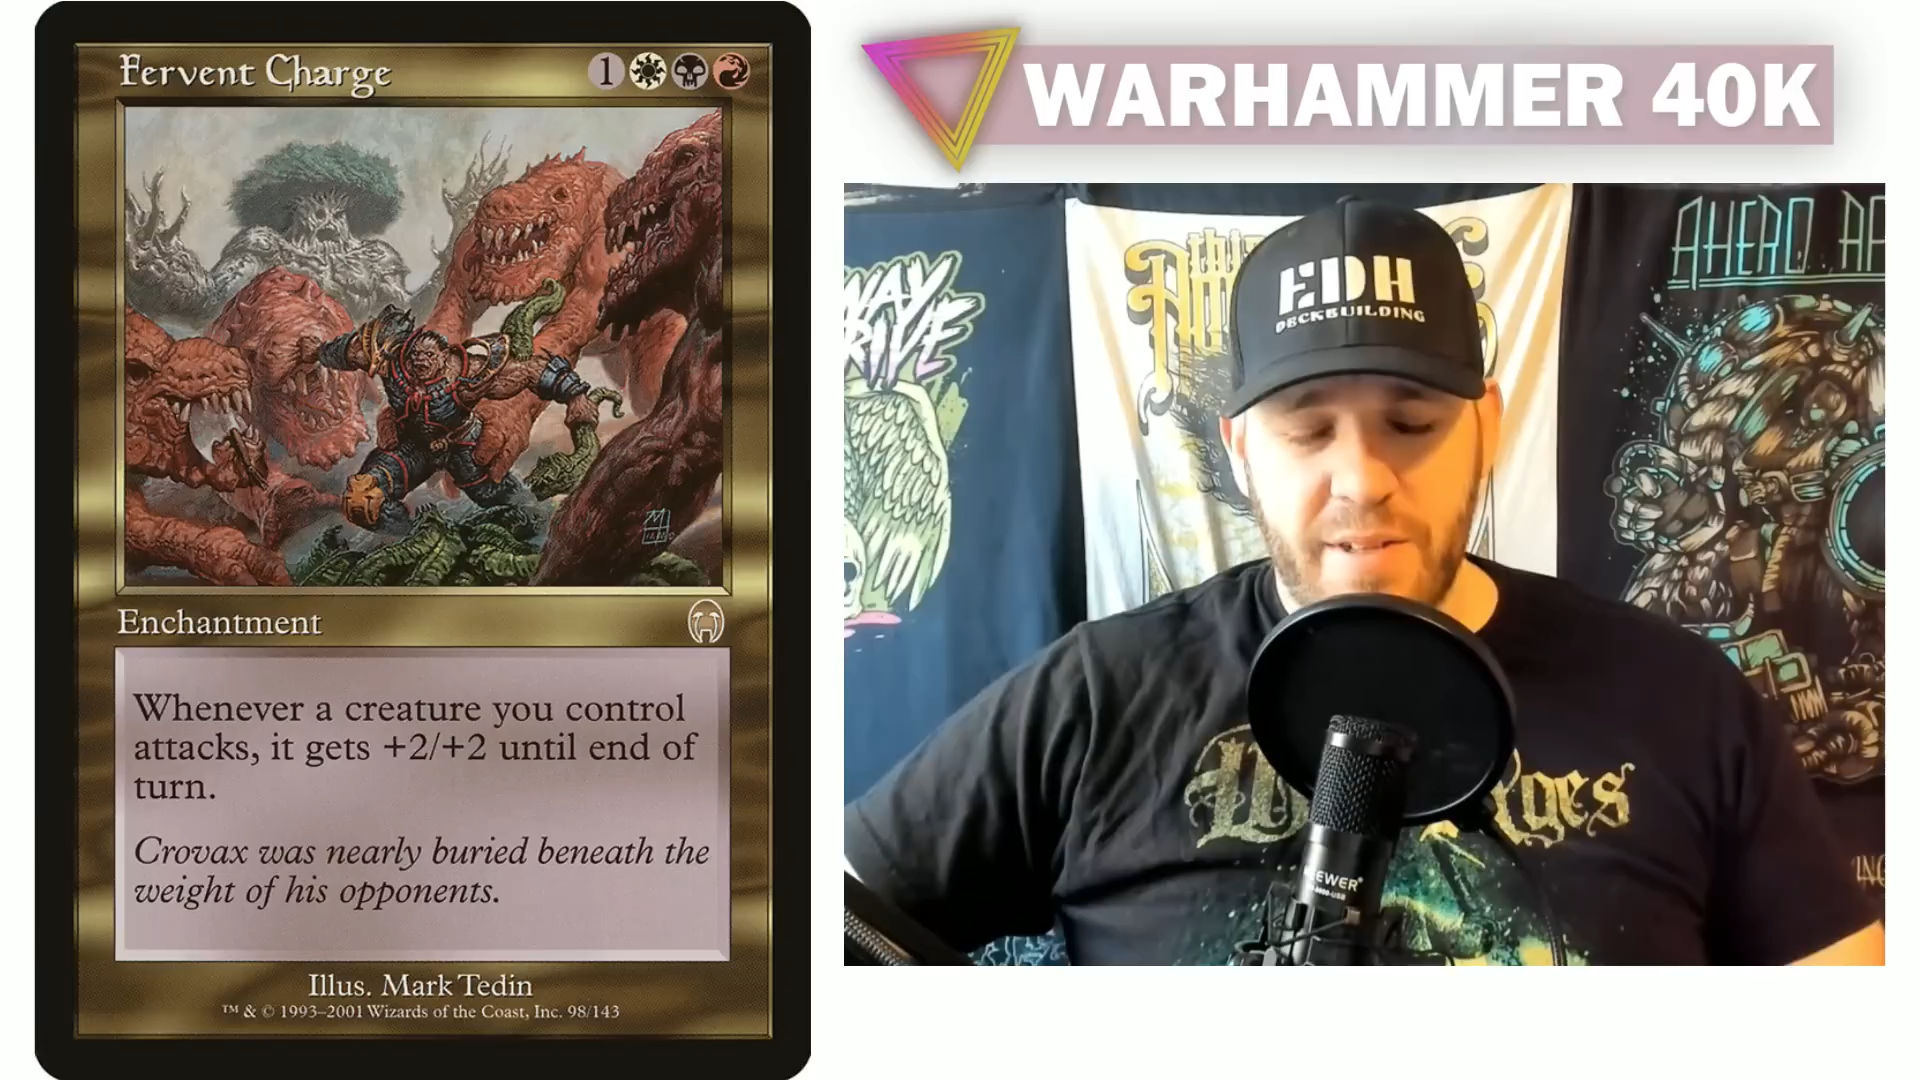 Fervent Charge
1
Enchantment
Whenever a creature you control
attacks, it gets +2/+2 until end of
turn.
Crovax was nearly buried beneath the
weight of his opponents.
Illus. Mark Tedin
™ & © 1993–2001 Wizards of the Coast, Inc. 98/143
WARHAMMER 40K
EDH
DECKBUILDING